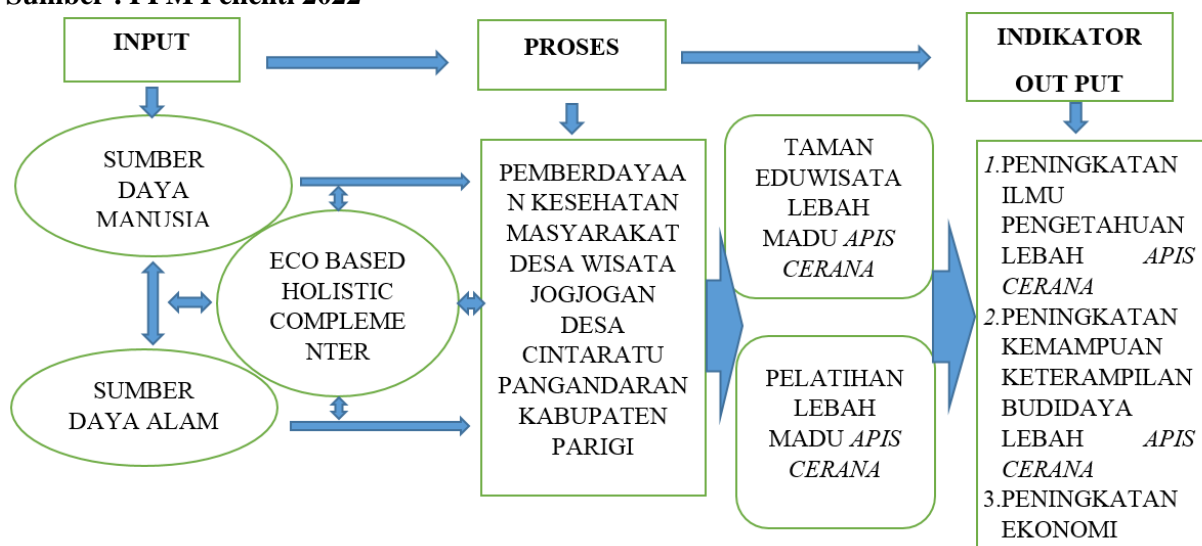 INPUT
PROSES
INDIKATOR
OUT PUT
SUMBER
DAYA
MANUSIA
ECO BASED
HOLISTIC
COMPLEME
NTER
SUMBER
DAYA ALAM
PEMBERDAYAA
N KESEHATAN
MASYARAKAT
DESA WISATA
JOGJOGAN
DESA
CINTARATU
PANGANDARAN
KABUPATEN
PARIGI
TAMAN
EDUWISATA
LEBAH
MADU APIS
CERANA
PELATIHAN
LEBAH
MADU APIS
CERANA
1.PENINGKATAN
ILMU
PENGETAHUAN
LEBAH APIS
CERANA
2.PENINGKATAN
KEMAMPUAN
KETERAMPILAN
BUDIDAYA
LEBAH APIS
CERANA
3.PENINGKATAN
EKONOMI